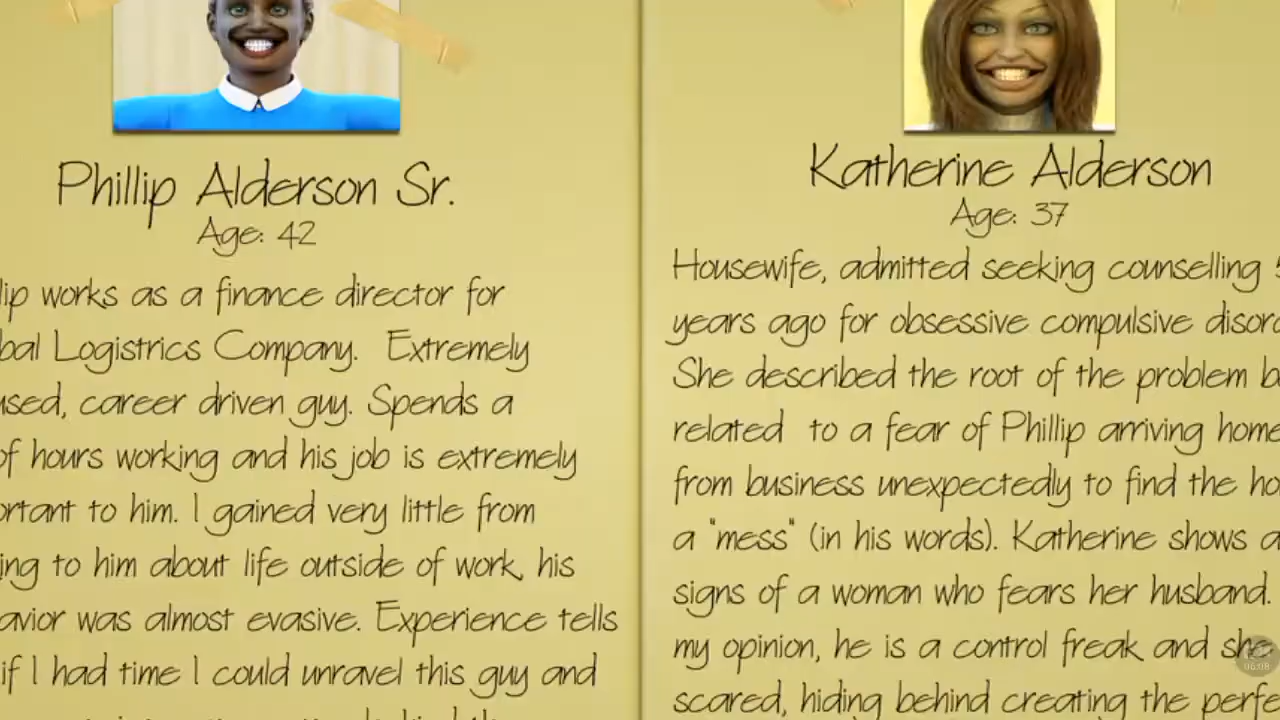 Phillip Alderson Sr.
Age: 42
lip works as a finance director for
bal Logistrics Company. Extremely
used, career driven guy. Spends a
of hours working and his job is extremely
ortant to him. I gained very little from
ing to him about life outside of work, his
avior was almost evasive. Experience tells
if I had time I could unravel this guy and
Katherine Alderson
Age: 37
Housewife, admitted seeking counselling 5
years ago for obsessive compulsive disor
She described the root of the problem b
related to a fear of Phillip arriving home
from business unexpectedly to find the ho
a "mess" (in his words). Katherine shows a
signs of a woman who fears her husband.
my opinion, he is a control freak and she
scared, hiding behind creating the perfe
06:08